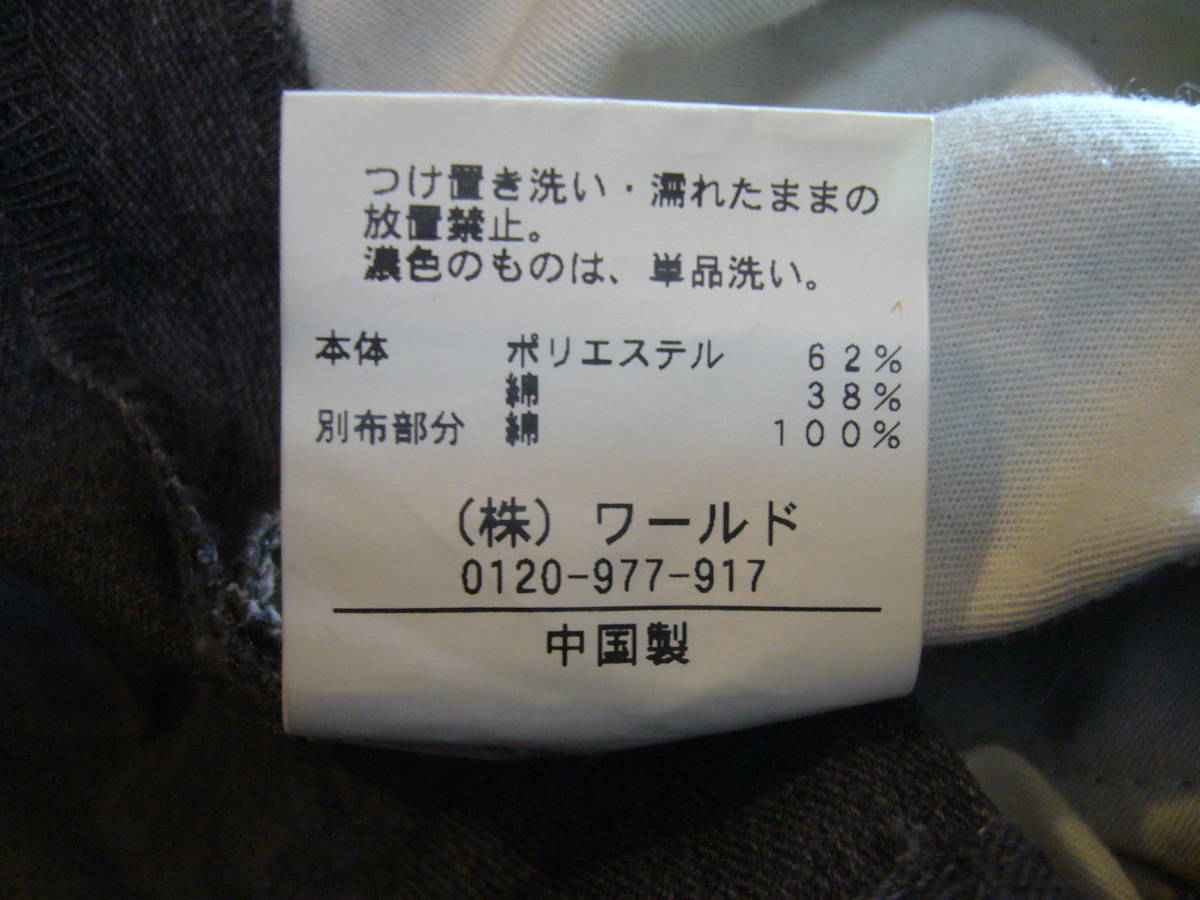 つけ置き洗い・濡れたままの
放置禁止。
濃色のものは、単品洗い。
本体 ポリエステル 62%
綿 38%
別布部分 綿 100%
(株) ワールド
0120-977-917
中国製